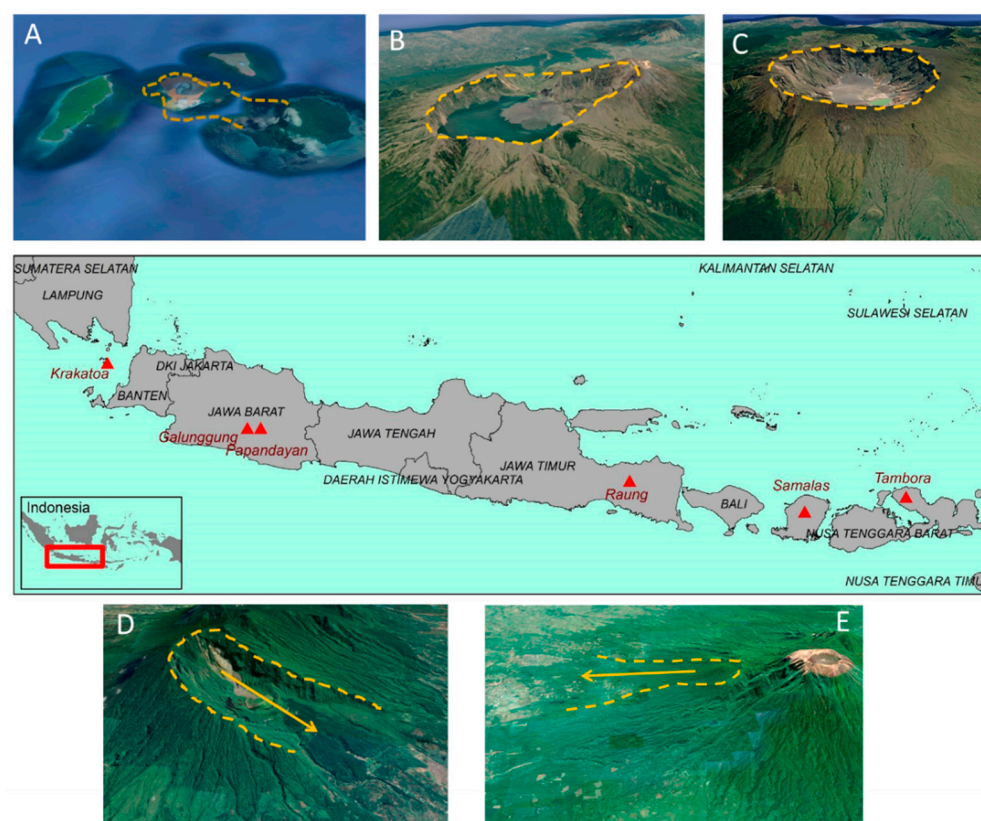 A
B
C
SUMATERA SELATAN
LAMPUNG
KALIMANTAN SELATAN
SULAWESI SELATAN
Krakatoa
DKI JAKARTA
BANTEN
JAWA BARAT
Galunggung
Papandayan
JAWA TENGAH
DAERAH ISTIMEWA YOGYAKARTA
JAWA TIMUR
Raung
BALI
Samalas
Tambora
NUSA TENGGARA BARAT
NUSA TENGGARA TIMU
Indonesia
D
E